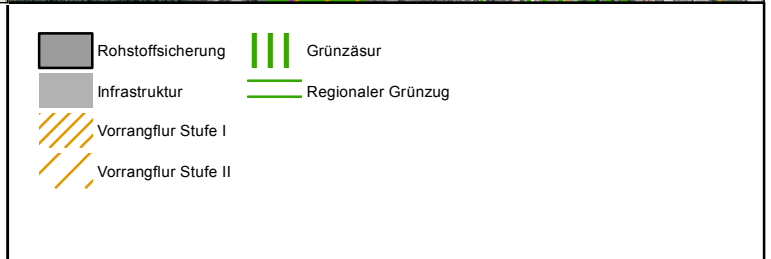 Rohstoffsicherung
Infrastruktur
Vorrangflur Stufe I
Vorrangflur Stufe II
Grünzäsur
Regionaler Grünzug